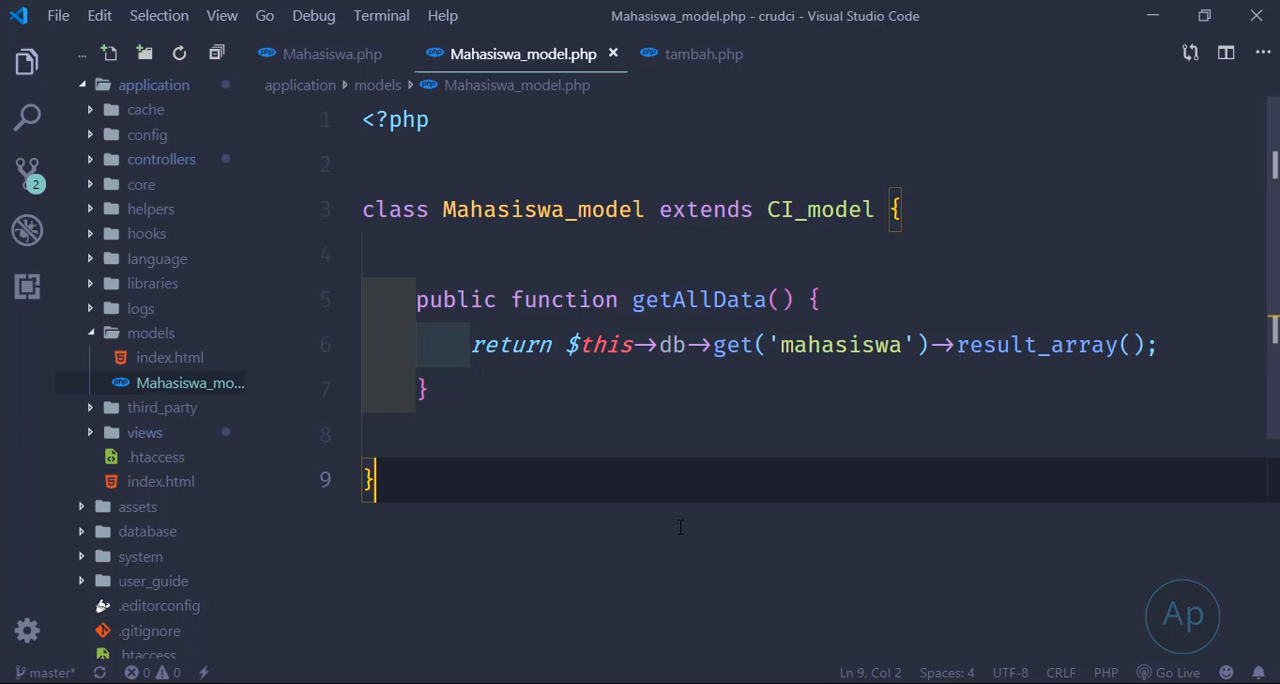 File Edit Selection View Go Debug Terminal Help Mahasiswa_model.php - crudci - Visual Studio Code
... Mahasiswa.php Mahasiswa_model.php × tambah.php ...
application
cache
config
controllers
core
helpers
hooks
language
libraries
logs
models
index.html
Mahasiswa_mo...
third_party
views
.htaccess
index.html
assets
database
system
user_guide
.editorconfig
.gitignore
.htaccess
2
application models Mahasiswa_model.php
1 <?php
2
3 class Mahasiswa_model extends CI_model {
4
5 public function getAllData() {
6 return $this->db->get('mahasiswa')->result_array();
7 }
8
9 }
Ap
master* 0 0 Ln 9, Col 2 Spaces: 4 UTF-8 CRLF PHP Go Live